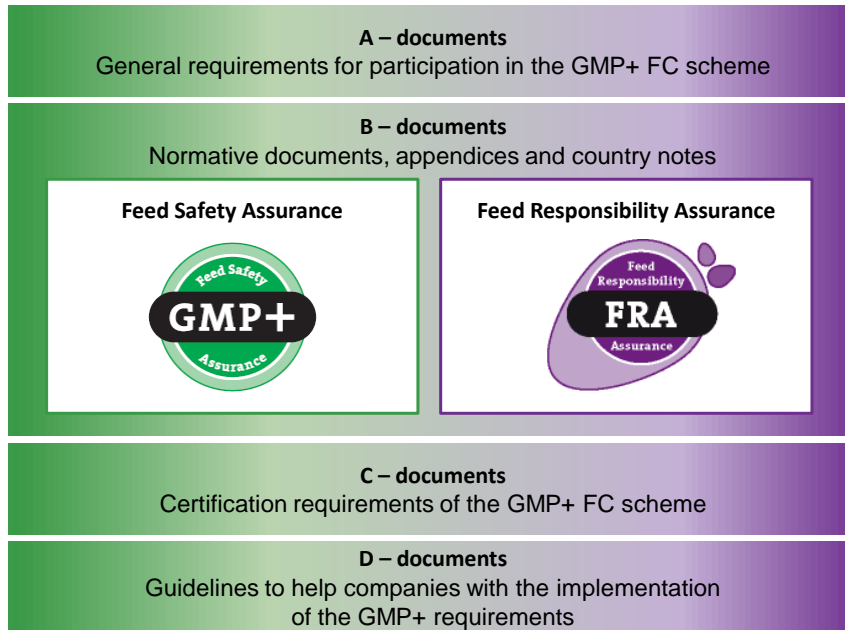 A – documents
General requirements for participation in the GMP+ FC scheme
B – documents
Normative documents, appendices and country notes
Feed Safety Assurance
Feed Safety
GMP+
Assurance
Feed Responsibility Assurance
Feed
Responsibility
FRA
Assurance
C – documents
Certification requirements of the GMP+ FC scheme
D – documents
Guidelines to help companies with the implementation
of the GMP+ requirements